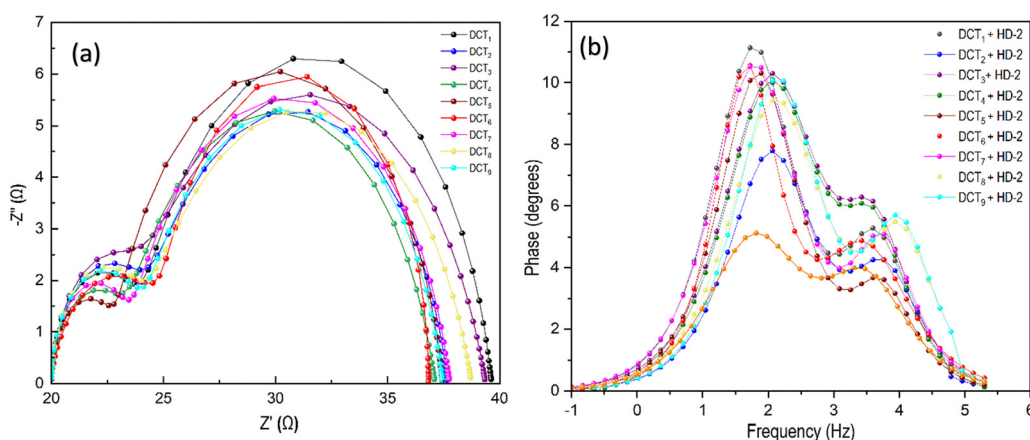 (a)
-Z" (Ω)
7
6
5
4
3
2
1
0
20
25
30
35
40
Z' (Ω)
DCT1
DCT2
DCT3
DCT4
DCT5
DCT6
DCT7
DCT8
DCT9
(b)
Phase (degrees)
12
10
8
6
4
2
0
-1
0
1
2
3
4
5
6
Frequency (Hz)
DCT1 + HD-2
DCT2 + HD-2
DCT3+ HD-2
DCT4 + HD-2
DCT5 + HD-2
DCT6 + HD-2
DCT7 + HD-2
DCT8 + HD-2
DCT9 + HD-2